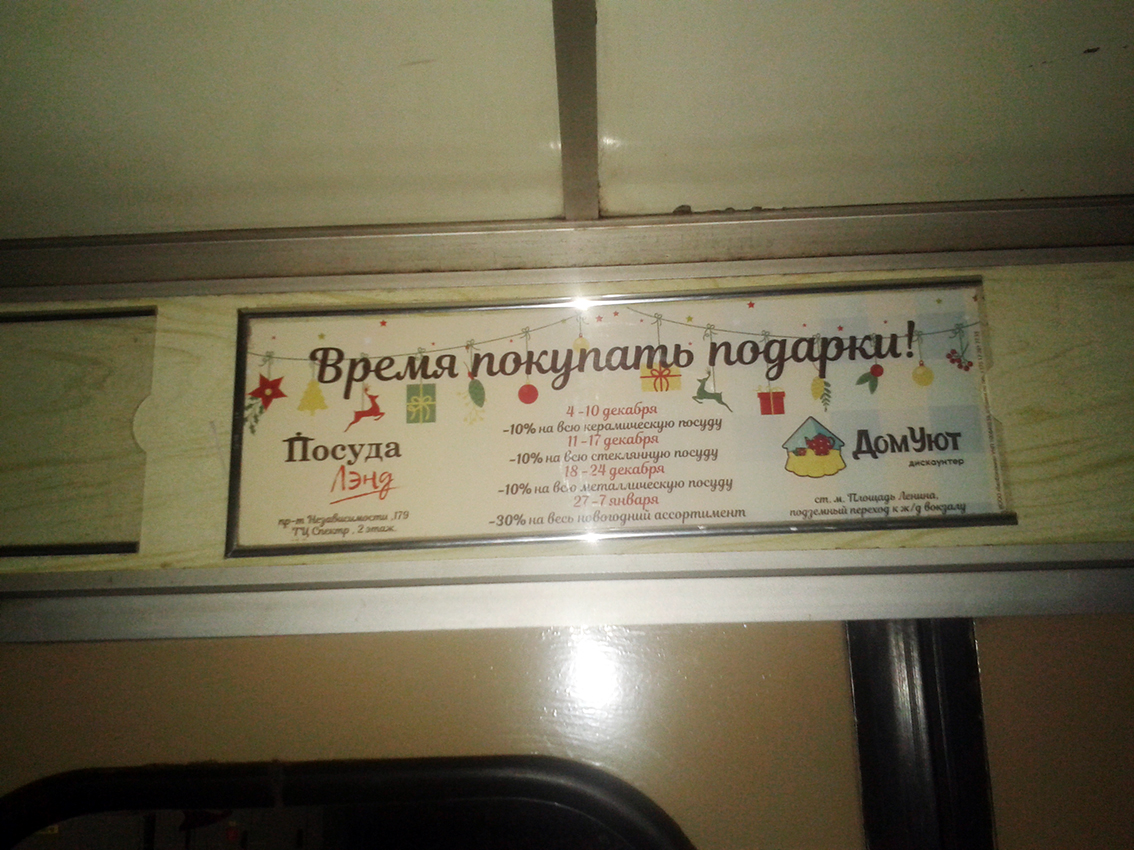 Время покупать подарки!
Посуда
Лэнд
пр-т Независимости ,179
ТЦ Спектр , 2 этаж.
4 -10 декабря
-10% на всю керамическую посуду
11 -17 декабря
-10% на всю стеклянную посуду
18 - 24 декабря
-10% на всю металлическую посуду
27 -7 января
-30% на весь новогодний ассортимент
ДомУют
дискаунтер
ст. м. Площадь Ленина,
подземный переход к ж/д вокзалу